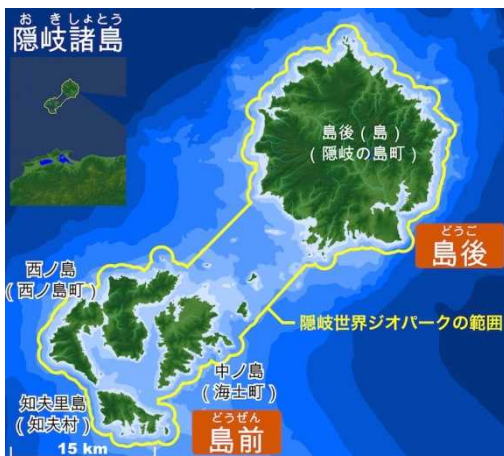 おきしょとう
隠岐諸島
島後（島）
（隠岐の島町）
どうご
島後
西ノ島
（西ノ島町）
隠岐世界ジオパークの範囲
中ノ島
（海士町）
知夫里島
（知夫村）
どうぜん
島前
15 km